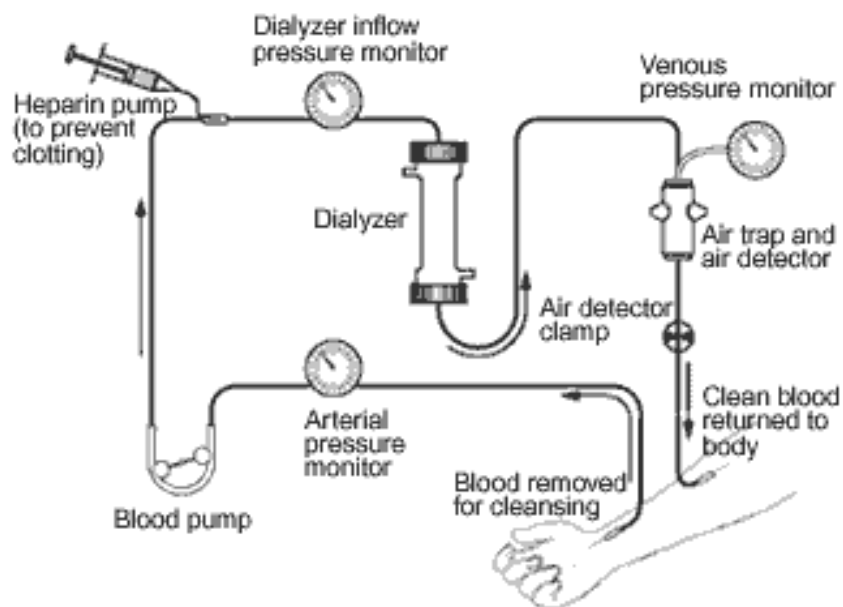 Dialyzer inflow
pressure monitor
Venous
pressure monitor
Heparin pump
(to prevent
clotting)
Dialyzer
Air trap and
air detector
Air detector
clamp
Clean blood
returned to
body
Arterial
pressure
monitor
Blood removed
for cleansing
Blood pump